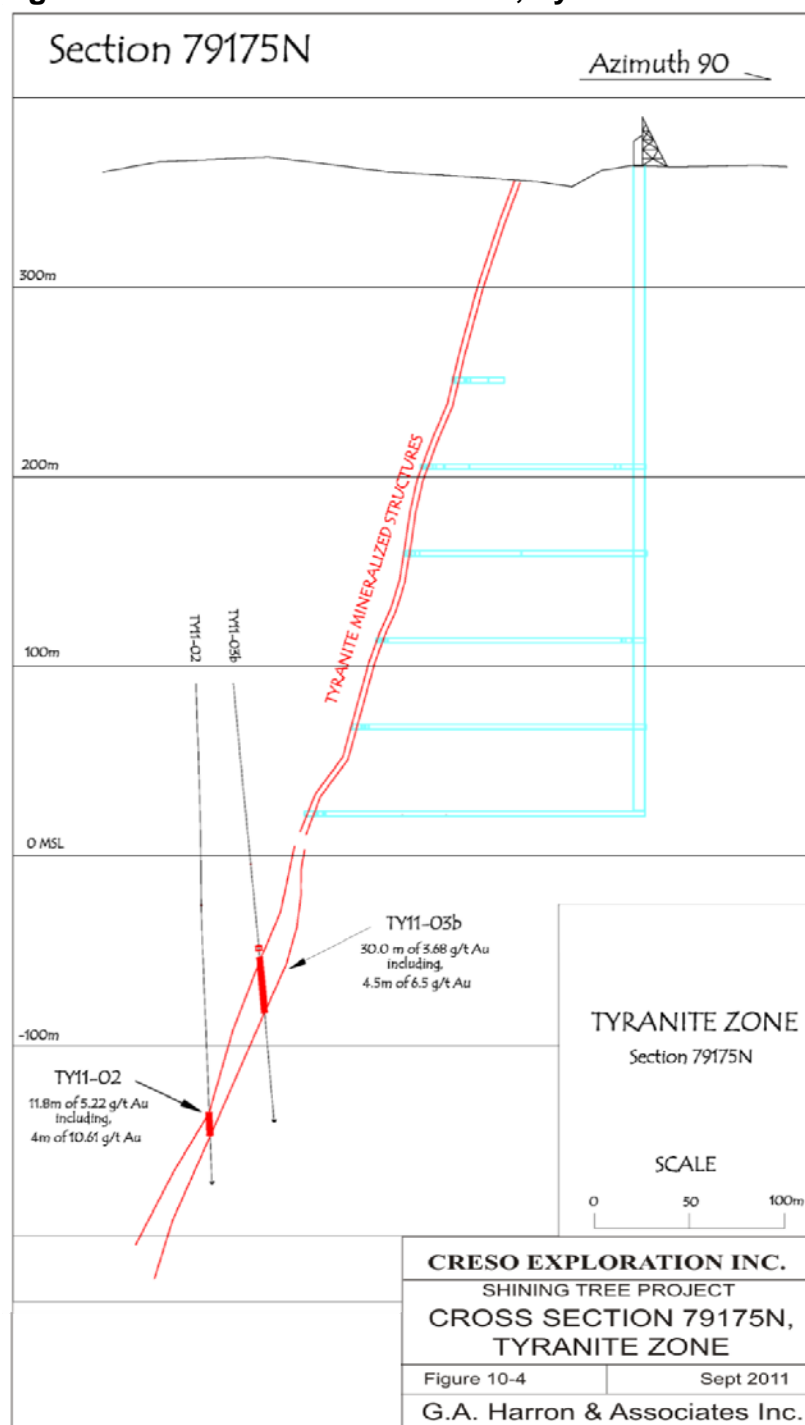 Section 79175N
Azimuth 90
300m
200m
TYRANITE MINERALIZED STRUCTURES
TY11-02
TY11-03b
100m
0 MSL
TY11-03b
30.0 m of 3.68 g/t Au
including,
4.5m of 6.5 g/t Au
-100m
TY11-02
11.8m of 5.22 g/t Au
including,
4m of 10.61 g/t Au
TYRANITE ZONE
Section 79175N
SCALE
0 50 100m
CRESO EXPLORATION INC.
SHINING TREE PROJECT
CROSS SECTION 79175N,
TYRANITE ZONE
Figure 10-4 Sept 2011
G.A. Harron & Associates Inc.